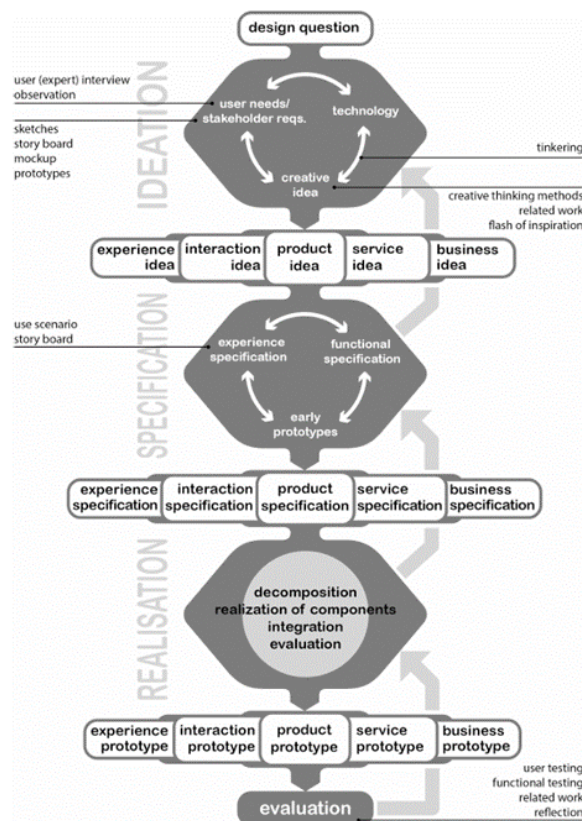 design question
IDEATION
user (expert) interview
observation
sketches
story board
mockup
prototypes
user needs/
stakeholder reqs.
technology
creative
idea
tinkering
creative thinking methods
related work
flash of inspiration
experience
idea
interaction
idea
product
idea
service
idea
business
idea
SPECIFICATION
use scenario
story board
experience
specification
functional
specification
early
prototypes
experience
specification
interaction
specification
product
specification
service
specification
business
specification
REALISATION
decomposition
realization of components
integration
evaluation
experience
prototype
interaction
prototype
product
prototype
service
prototype
business
prototype
evaluation
user testing
functional testing
related work
reflection